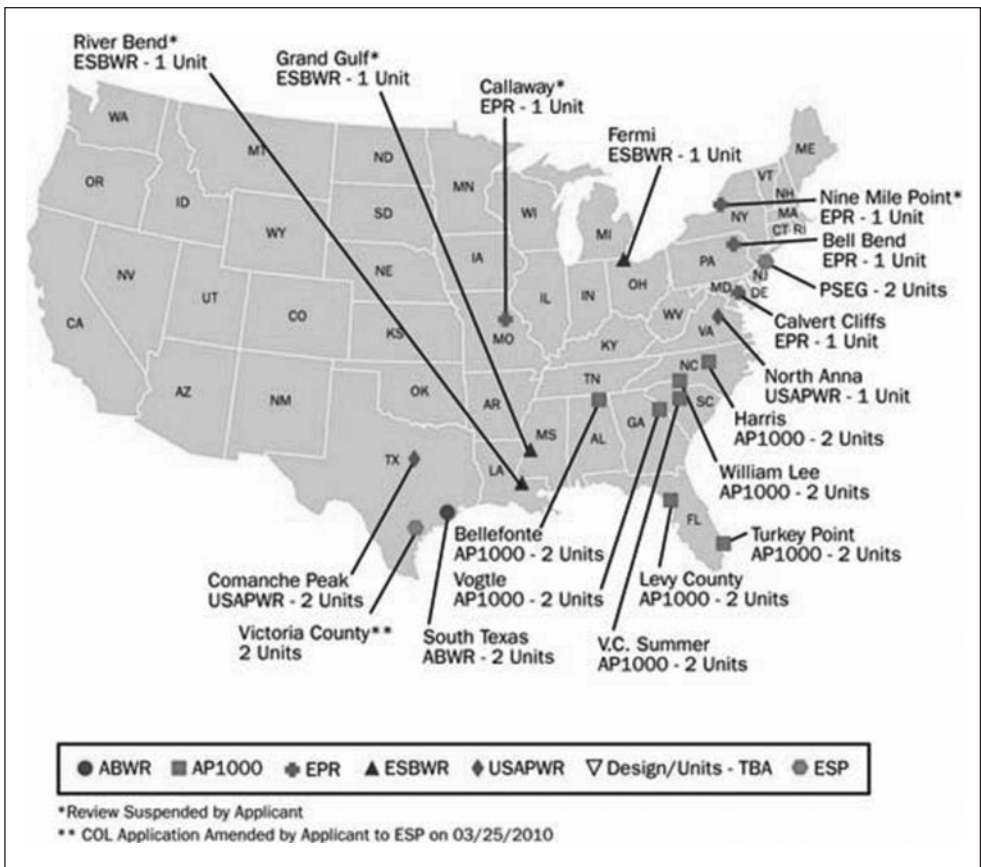 River Bend*
ESBWR - 1 Unit
Grand Gulf*
ESBWR - 1 Unit
Callaway*
EPR - 1 Unit
Fermi
ESBWR - 1 Unit
Nine Mile Point*
EPR - 1 Unit
Bell Bend
EPR - 1 Unit
PSEG - 2 Units
Calvert Cliffs
EPR - 1 Unit
North Anna
USAPWR - 1 Unit
Harris
AP1000 - 2 Units
William Lee
AP1000 - 2 Units
Turkey Point
AP1000 - 2 Units
Levy County
AP1000 - 2 Units
V.C. Summer
AP1000 - 2 Units
Bellefonte
AP1000 - 2 Units
Vogtle
AP1000 - 2 Units
South Texas
ABWR - 2 Units
Comanche Peak
USAPWR - 2 Units
Victoria County**
2 Units
WA
MT
ND
MN
OR
ID
SD
WI
WY
MI
IA
NE
NV
UT
CO
CA
KS
MO
IL
IN
OH
KY
WV
VA
PA
NY
VT
NH
ME
MA
CT
RI
NJ
DE
MD
AZ
NM
OK
AR
TN
NC
SC
MS
AL
GA
TX
LA
FL
ABWR
AP1000
EPR
ESBWR
USAPWR
Design/Units - TBA
ESP
*Review Suspended by Applicant
** COL Application Amended by Applicant to ESP on 03/25/2010